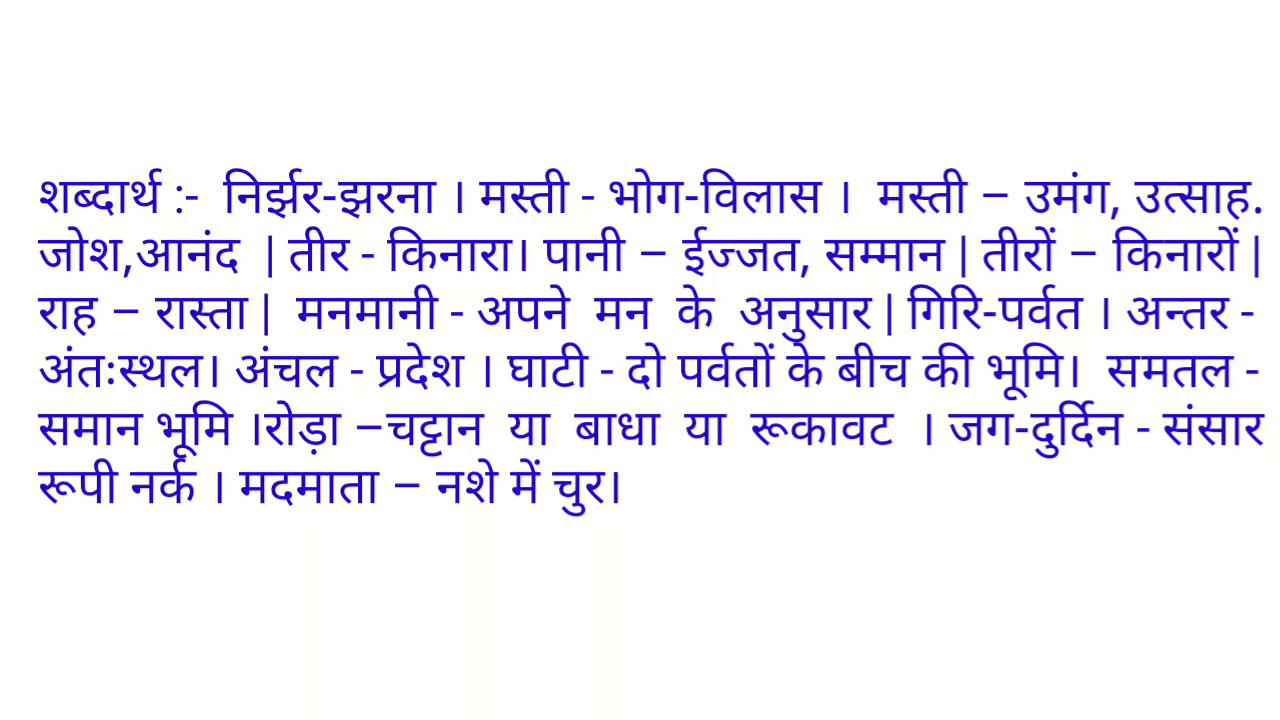 शब्दार्थ :- निर्झर-झरना । मस्ती - भोग-विलास । मस्ती – उमंग, उत्साह.
जोश,आनंद | तीर - किनारा। पानी – ईज्जत, सम्मान | तीरों – किनारों |
राह – रास्ता | मनमानी - अपने मन के अनुसार | गिरि-पर्वत । अन्तर -
अंतःस्थल। अंचल - प्रदेश । घाटी - दो पर्वतों के बीच की भूमि। समतल -
समान भूमि ।रोड़ा –चट्टान या बाधा या रूकावट । जग-दुर्दिन - संसार
रूपी नर्क । मदमाता – नशे में चुर।